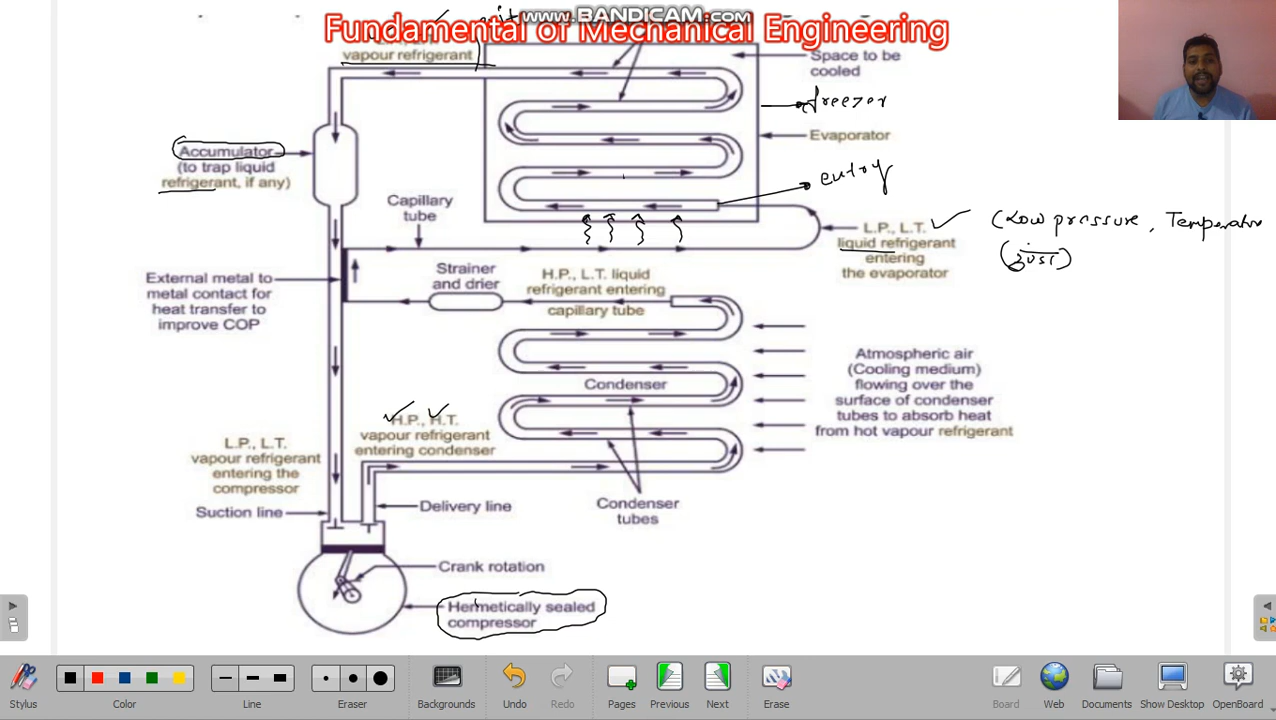 www.BANDICAM.com
Fundamental of Mechanical Engineering
exit
vapour refrigerant
Space to be
cooled
freezer
Evaporator
entry
Accumulator
(to trap liquid
refrigerant, if any)
Capillary
tube
L.P., L.T.
liquid refrigerant
entering
the evaporator
(Low pressure, Temperature
External metal to
metal contact for
heat transfer to
improve COP
Strainer
and drier
H.P., L.T. liquid
refrigerant entering
capillary tube
Condenser
Atmospheric air
(Cooling medium)
flowing over the
surface of condenser
tubes to absorb heat
from hot vapour refrigerant
H.P., H.T.
vapour refrigerant
entering condenser
L.P., L.T.
vapour refrigerant
entering the
compressor
Suction line
Delivery line
Condenser
tubes
Crank rotation
Hermetically sealed
compressor
Stylus
Color
Line
Eraser
Backgrounds
Undo
Redo
Pages
Previous
Next
Erase
Board
Web
Documents
Show Desktop
OpenBoard